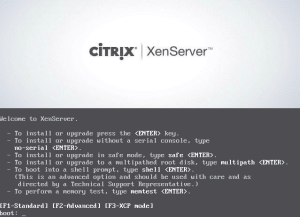 CITRIX® | XenServer™
Welcome to XenServer.
- To install or upgrade press the <ENTER> key.
- To install or upgrade without a serial console, type
no-serial <ENTER>.
- To install or upgrade in safe mode, type safe <ENTER>.
- To install or upgrade to a multipathed root disk, type multipath <ENTER>.
- To boot into a shell prompt, type shell <ENTER>.
(This is an advanced option and should be used with care and as
directed by a Technical Support Representative.)
- To perform a memory test, type memtest <ENTER>.
[F1-Standard] [F2-Advanced] [F3-XCP mode]
boot: _